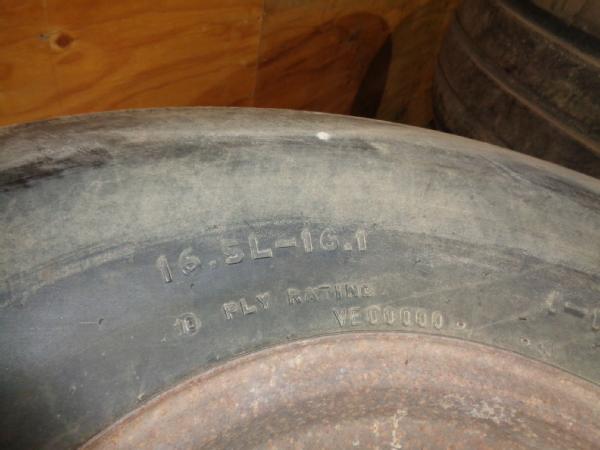 16.5L-16.1
PLY RATING
VE00000